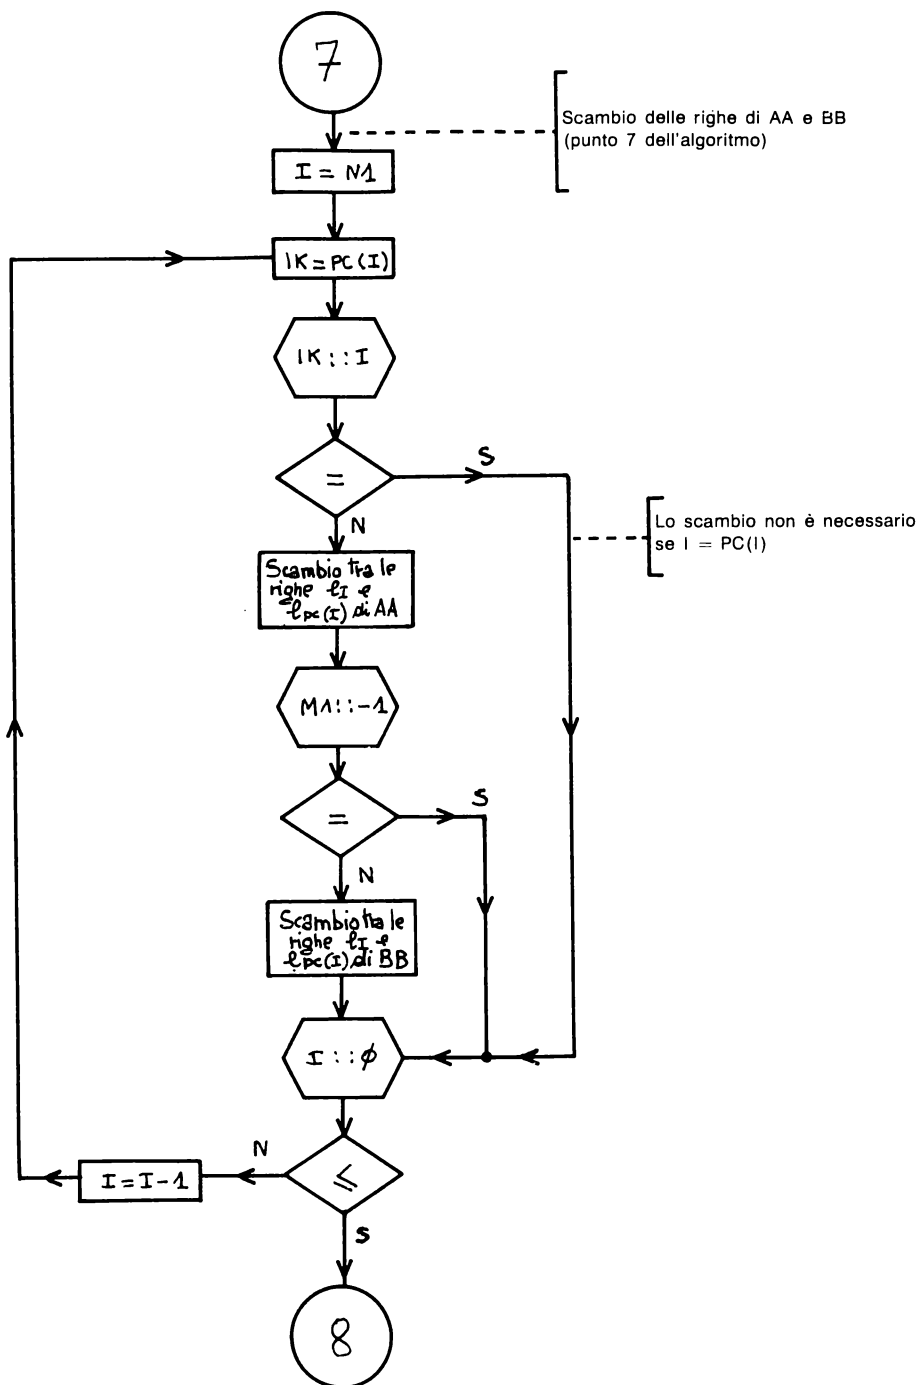 7
Scambio delle righe di AA e BB
(punto 7 dell'algoritmo)
I = N1
IK = PC(I)
IK :: I
=
S
N
Lo scambio non è necessario
se I = PC(I)
Scambio tra le
righe ℓI e
ℓpc(I) di AA
M1::-1
=
S
N
Scambio tra le
righe ℓI e
ℓpc(I) di BB
I :: ϕ
N
≤
I = I - 1
S
8